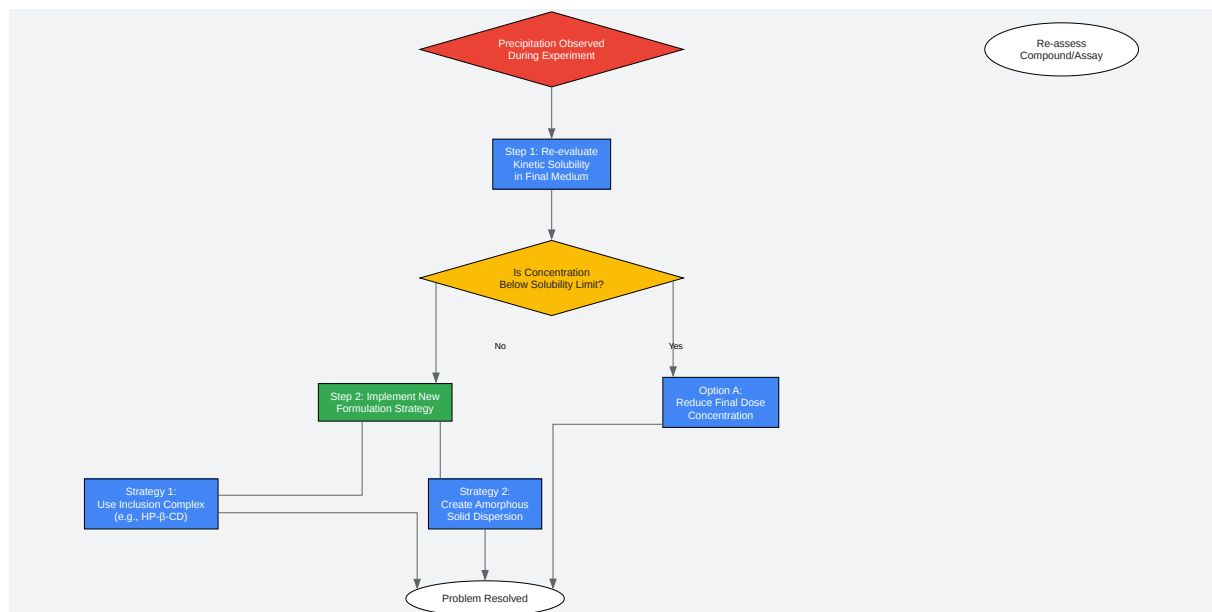 Precipitation Observed
During Experiment
Re-assess
Compound/Assay
Step 1: Re-evaluate
Kinetic Solubility
in Final Medium
Is Concentration
Below Solubility Limit?
No
Yes
Step 2: Implement New
Formulation Strategy
Option A:
Reduce Final Dose
Concentration
Strategy 1:
Use Inclusion Complex
(e.g., HP-β-CD)
Strategy 2:
Create Amorphous
Solid Dispersion
Problem Resolved